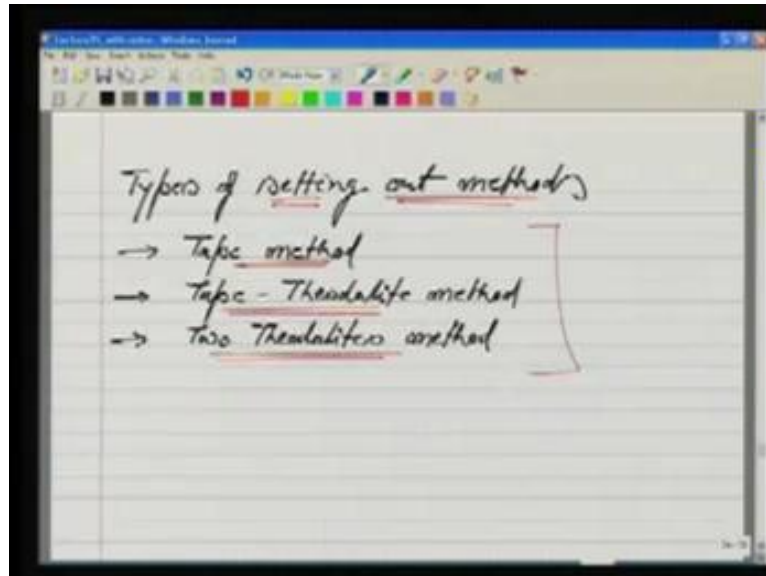 Types of setting out methods
→ Tape method
→ Tape - Theodolite method
→ Two Theodolites method